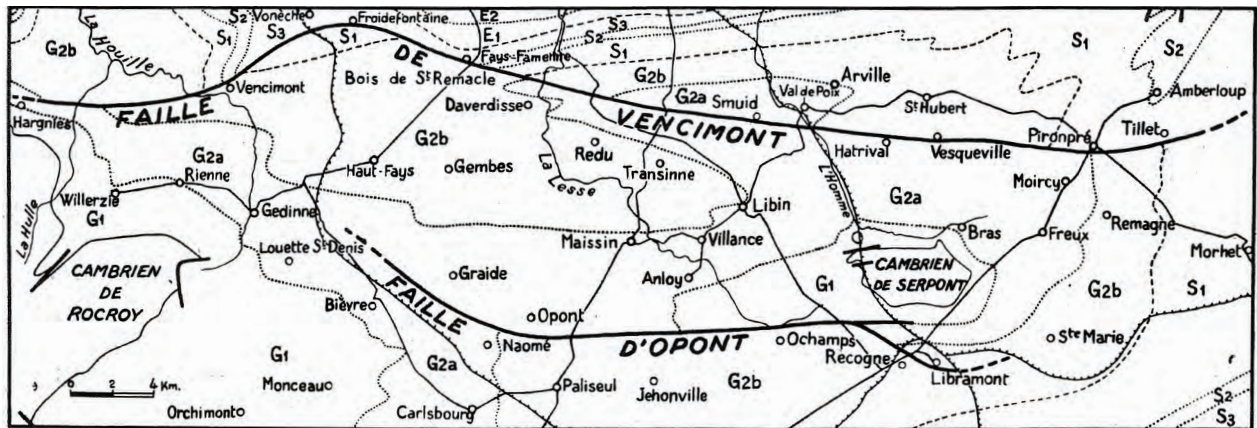 La Houille
S2
Vonèche
S3
S1
Froidefontaine
E2
E1
S3
S2
S1
S1
S2
G2b
S1
Vencimont
DE
Fays-Famenne
Bois de St Remacle
Daverdisse
G2b
G2a
Smuid
Val de Poix
Arville
St Hubert
Amberloup
Hargnies
FAILLE
VENCIMONT
Hatrival
Vesqueville
Pironpré
Tillet
G2a
Rienne
Haut-Fays
G2b
Gembes
La Lesse
Redu
Transinne
L'Homme
G2a
Moircy
Willerzie
G1
La Hulle
Gedinne
Libin
Bras
Freux
Remagne
Louette St Denis
Maissin
Villance
Morhet
CAMBRIEN
DE
ROCROY
Graide
Anloy
G1
CAMBRIEN
DE SERPONT
G2b
S1
Bièvre
FAILLE
Opont
Naomé
D'OPONT
Ochamps
Recogne
Ste Marie
G1
G2a
Libramont
0 2 4 Km.
Monceau
Paliseul
Jehonville
G2b
Orchimont
Carlsbourg
S2
S3